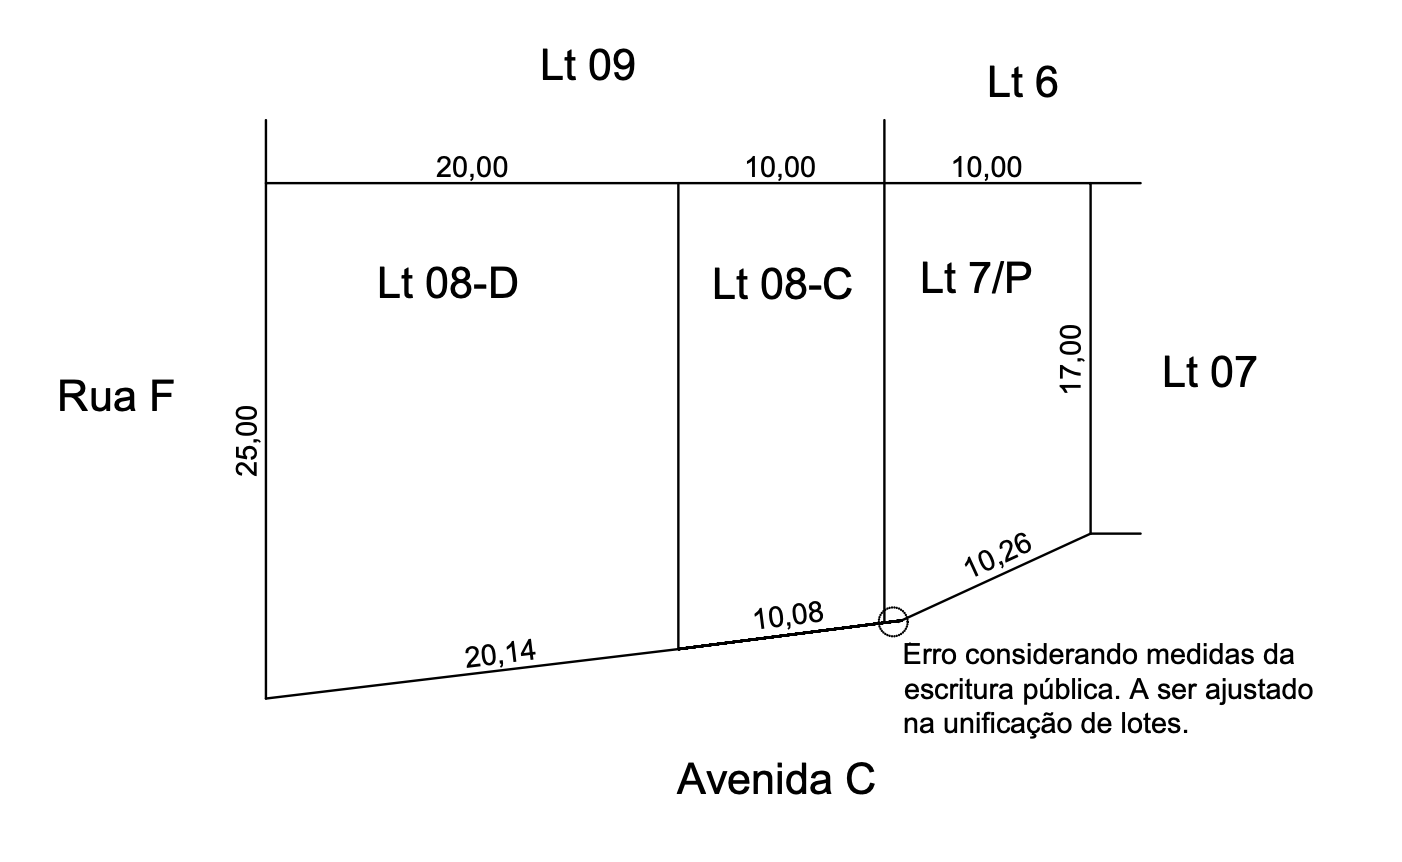 Lt 09
Lt 6
20,00
10,00
10,00
Lt 08-D
Lt 08-C
Lt 7/P
17,00
Lt 07
Rua F
25,00
10,26
10,08
20,14
Erro considerando medidas da
escritura pública. A ser ajustado
na unificação de lotes.
Avenida C